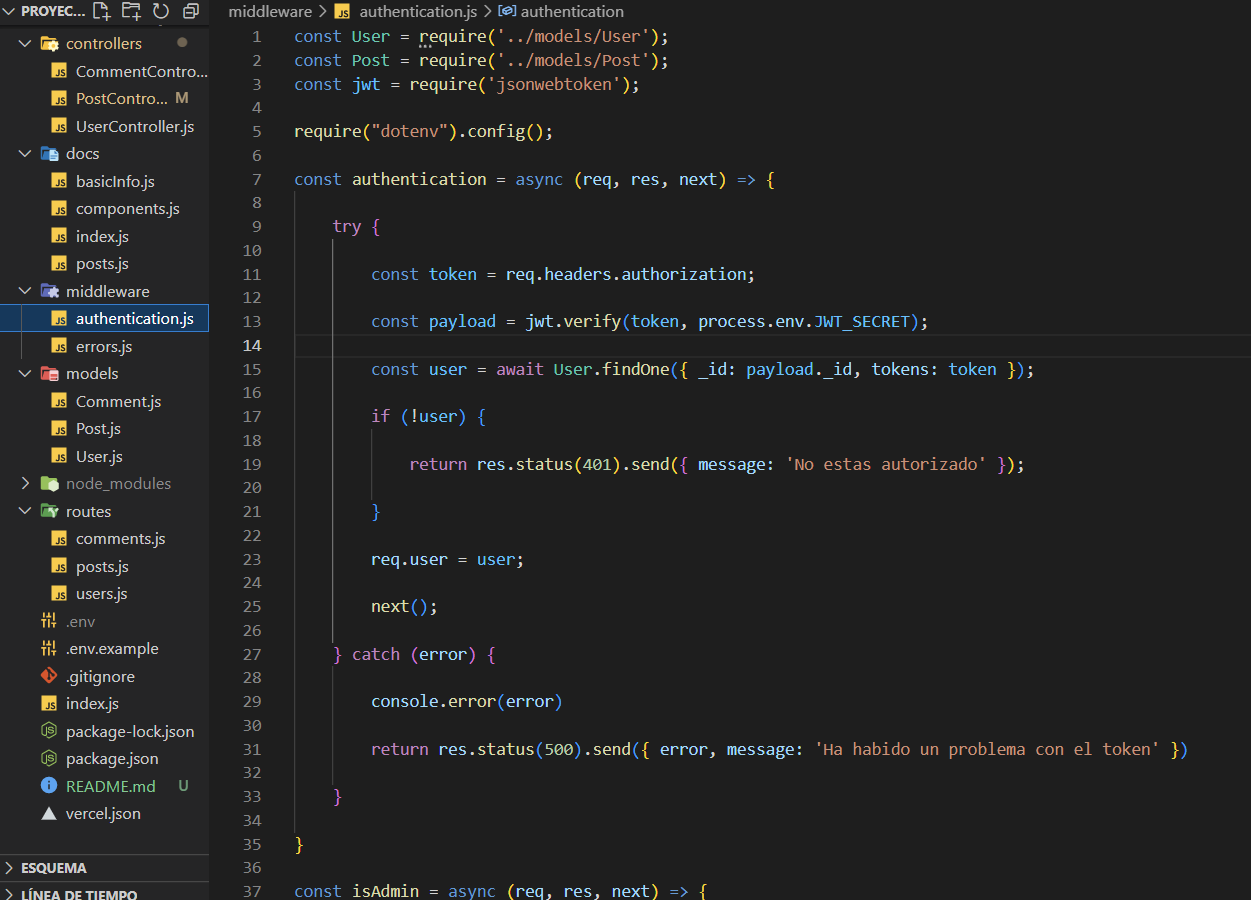 PROYEC...
controllers
CommentContro...
PostContro... M
UserController.js
docs
basicInfo.js
components.js
index.js
posts.js
middleware
authentication.js
errors.js
models
Comment.js
Post.js
User.js
node_modules
routes
comments.js
posts.js
users.js
.env
.env.example
.gitignore
index.js
package-lock.json
package.json
README.md U
vercel.json
ESQUEMA
LÍNEA DE TIEMPO
middleware > JS authentication.js > authentication
1 const User = require('../models/User');
2 const Post = require('../models/Post');
3 const jwt = require('jsonwebtoken');
4
5 require("dotenv").config();
6
7 const authentication = async (req, res, next) => {
8
9 try {
10
11 const token = req.headers.authorization;
12
13 const payload = jwt.verify(token, process.env.JWT_SECRET);
14
15 const user = await User.findOne({ _id: payload._id, tokens: token });
16
17 if (!user) {
18
19 return res.status(401).send({ message: 'No estas autorizado' });
20
21 }
22
23 req.user = user;
24
25 next();
26
27 } catch (error) {
28
29 console.error(error)
30
31 return res.status(500).send({ error, message: 'Ha habido un problema con el token' })
32
33 }
34
35 }
36
37 const isAdmin = async (req, res, next) => {